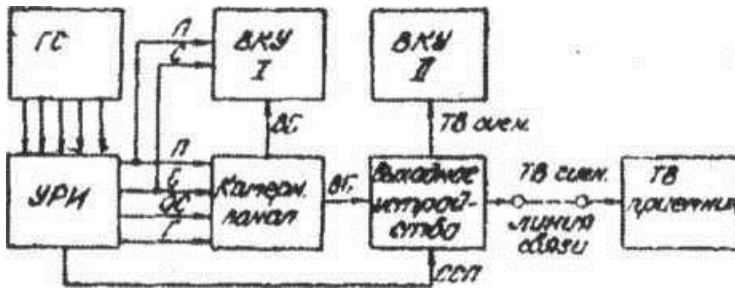 ГС
П
С
ВКУ
I
ВКУ
II
ВС
ТВ сигн.
УРИ
П
С
ФС
Г
Камерн.
канал
ВС
Выходное
устрой-
ство
ТВ сигн.
линия
связи
ТВ
приемник
ССП